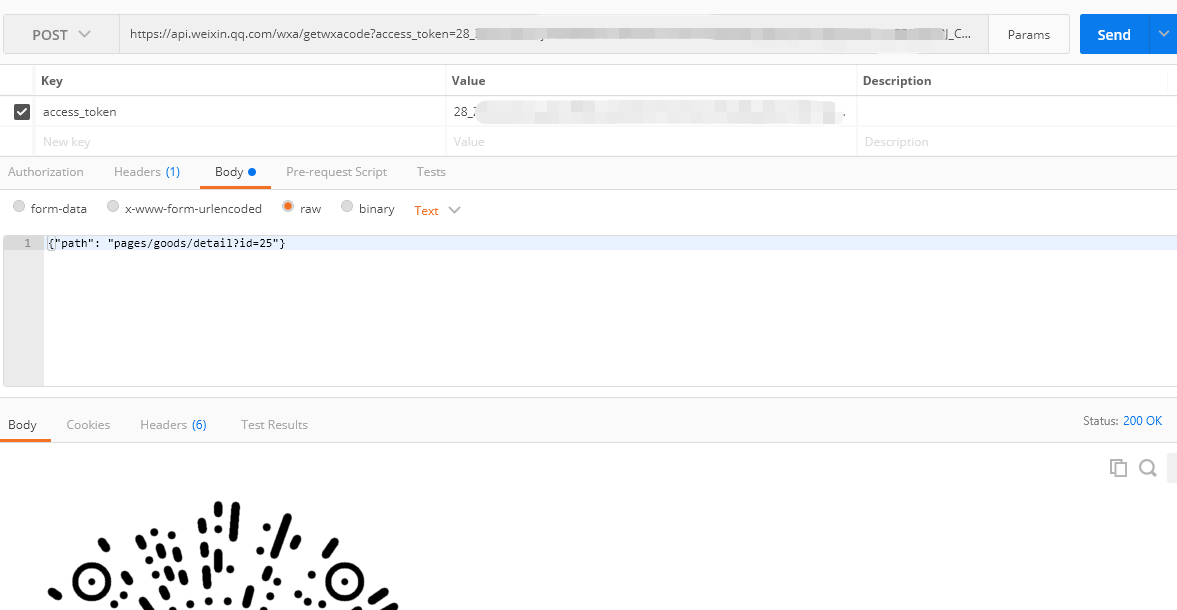 POST
https://api.weixin.qq.com/wxa/getwxacode?access_token=28_
J_C...
Params
Send
Key Value Description
access_token 28_
New key Value Description
Authorization Headers (1) Body Pre-request Script Tests
form-data x-www-form-urlencoded raw binary Text
1 {"path": "pages/goods/detail?id=25"}
Body Cookies Headers (6) Test Results Status: 200 OK